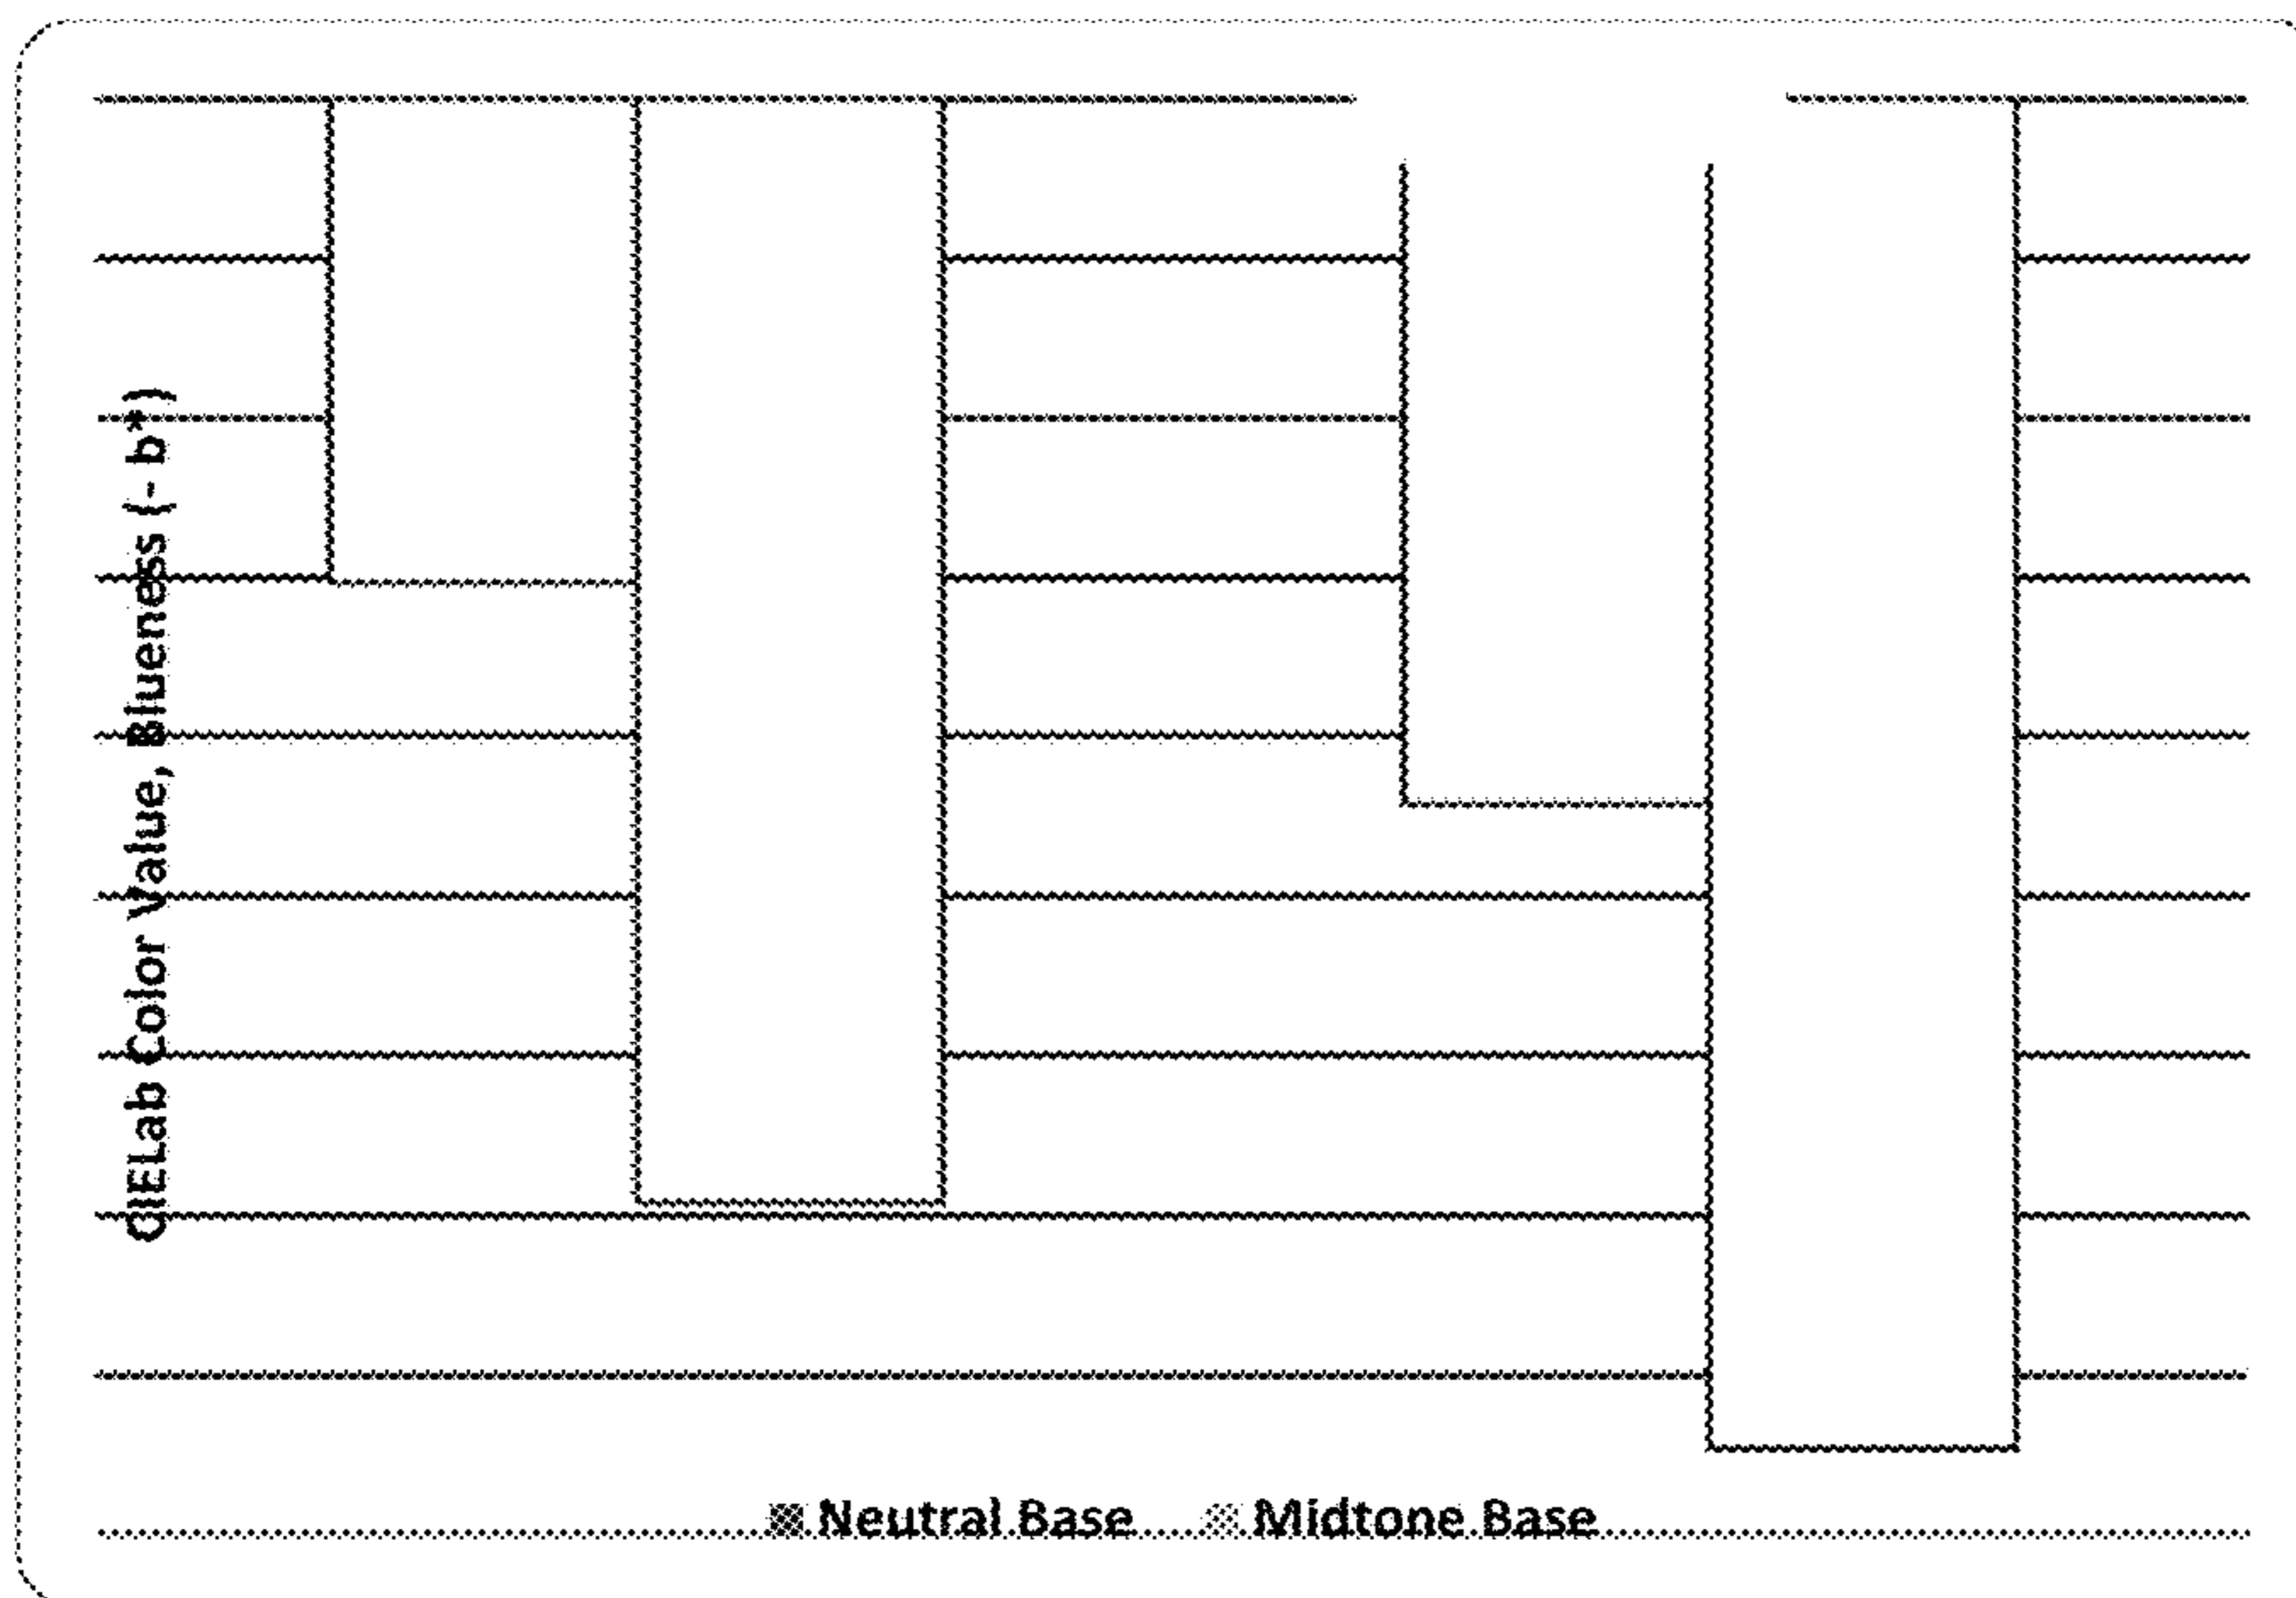 CIELab Color Value, Blueness (- b*)
Neutral Base Midtone Base